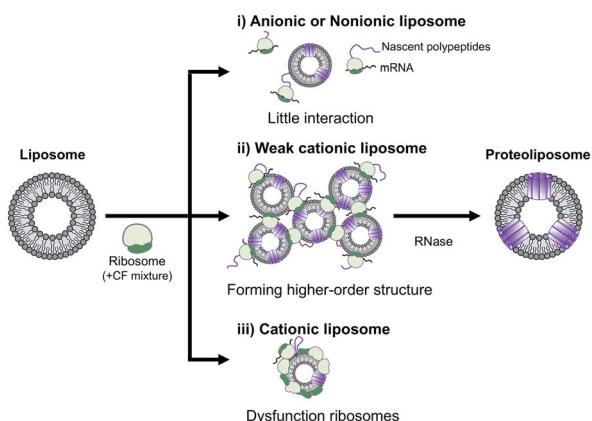 i) Anionic or Nonionic liposome
Nascent polypeptides
mRNA
Little interaction
Liposome
ii) Weak cationic liposome
Proteoliposome
Ribosome
(+CF mixture)
RNase
Forming higher-order structure
iii) Cationic liposome
Dysfunction ribosomes